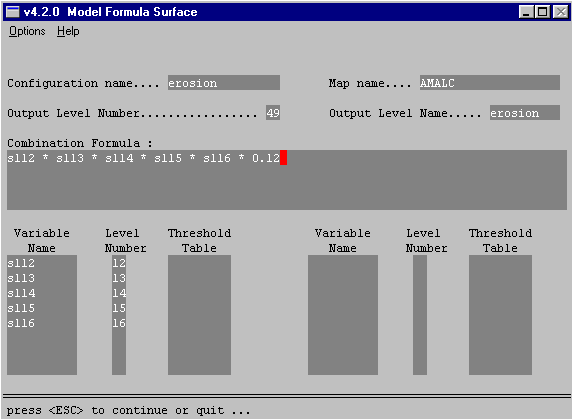 v4.2.0 Model Formula Surface
Options Help
Configuration name.... erosion Map name.... AMALC
Output Level Number................. 49 Output Level Name..... erosion
Combination Formula :
sl12 * sl13 * sl14 * sl15 * sl16 * 0.12
Variable Level Threshold Variable Level Threshold
Name Number Table Name Number Table
sl12 12
sl13 13
sl14 14
sl15 15
sl16 16
press <ESC> to continue or quit ...